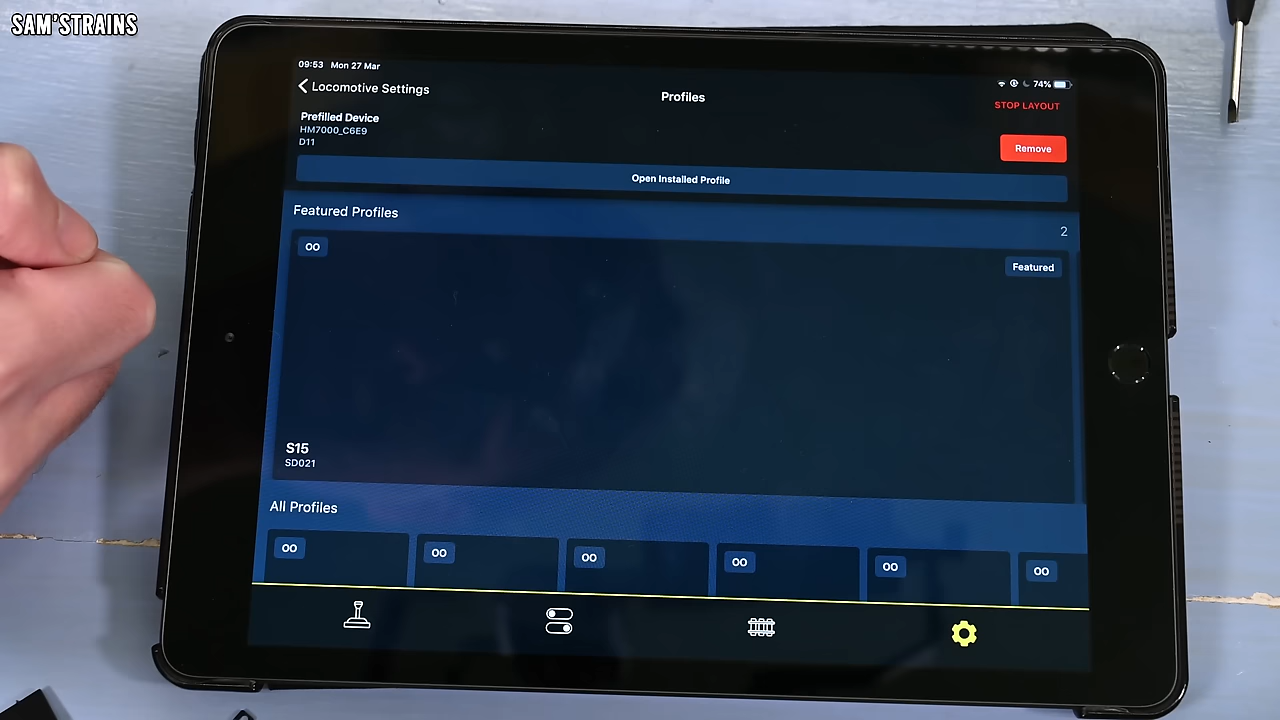 SAM'STRAINS
09:53 Mon 27 Mar
74%
Locomotive Settings
Profiles
STOP LAYOUT
Profilled Device
HM7000_C6E9
D11
Remove
Open Installed Profile
Featured Profiles
2
OO
Featured
S15
SD021
All Profiles
OO
OO
OO
OO
OO
OO